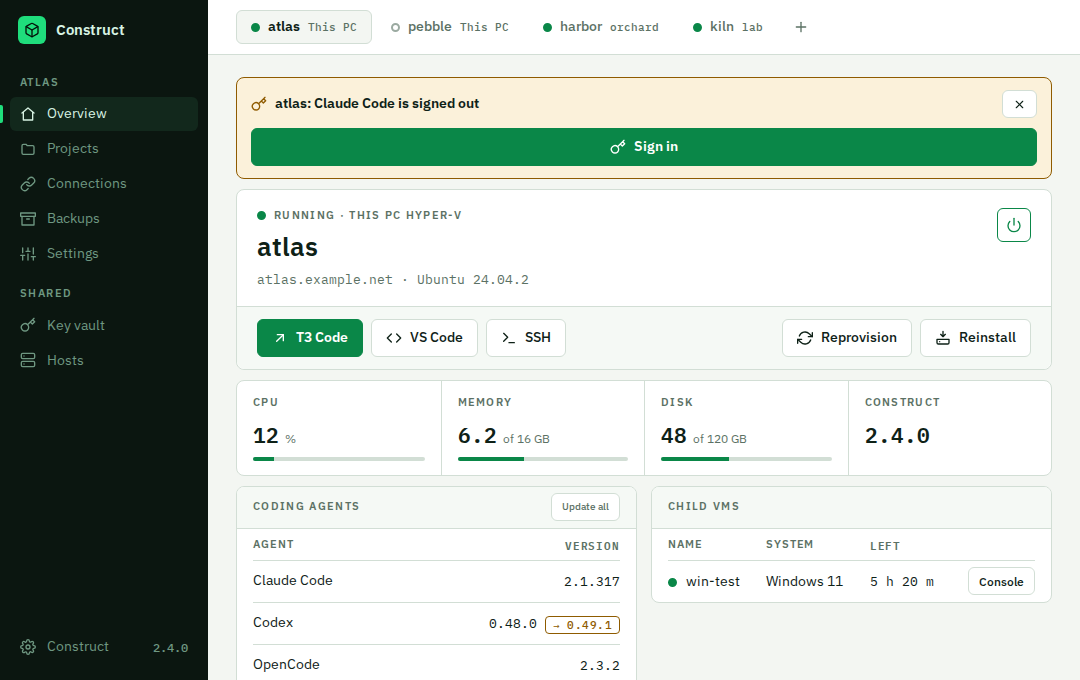 Construct
ATLAS
Overview
Projects
Connections
Backups
Settings
SHARED
Key vault
Hosts
Construct 2.4.0
atlas This PC
pebble This PC
harbor orchard
kiln lab
atlas: Claude Code is signed out
Sign in
RUNNING · THIS PC HYPER-V
atlas
atlas.example.net · Ubuntu 24.04.2
T3 Code
VS Code
SSH
Reprovision
Reinstall
CPU
12 %
MEMORY
6.2 of 16 GB
DISK
48 of 120 GB
CONSTRUCT
2.4.0
CODING AGENTS
Update all
AGENT VERSION
Claude Code 2.1.317
Codex 0.48.0 → 0.49.1
OpenCode 2.3.2
CHILD VMS
NAME SYSTEM LEFT
win-test Windows 11 5 h 20 m Console